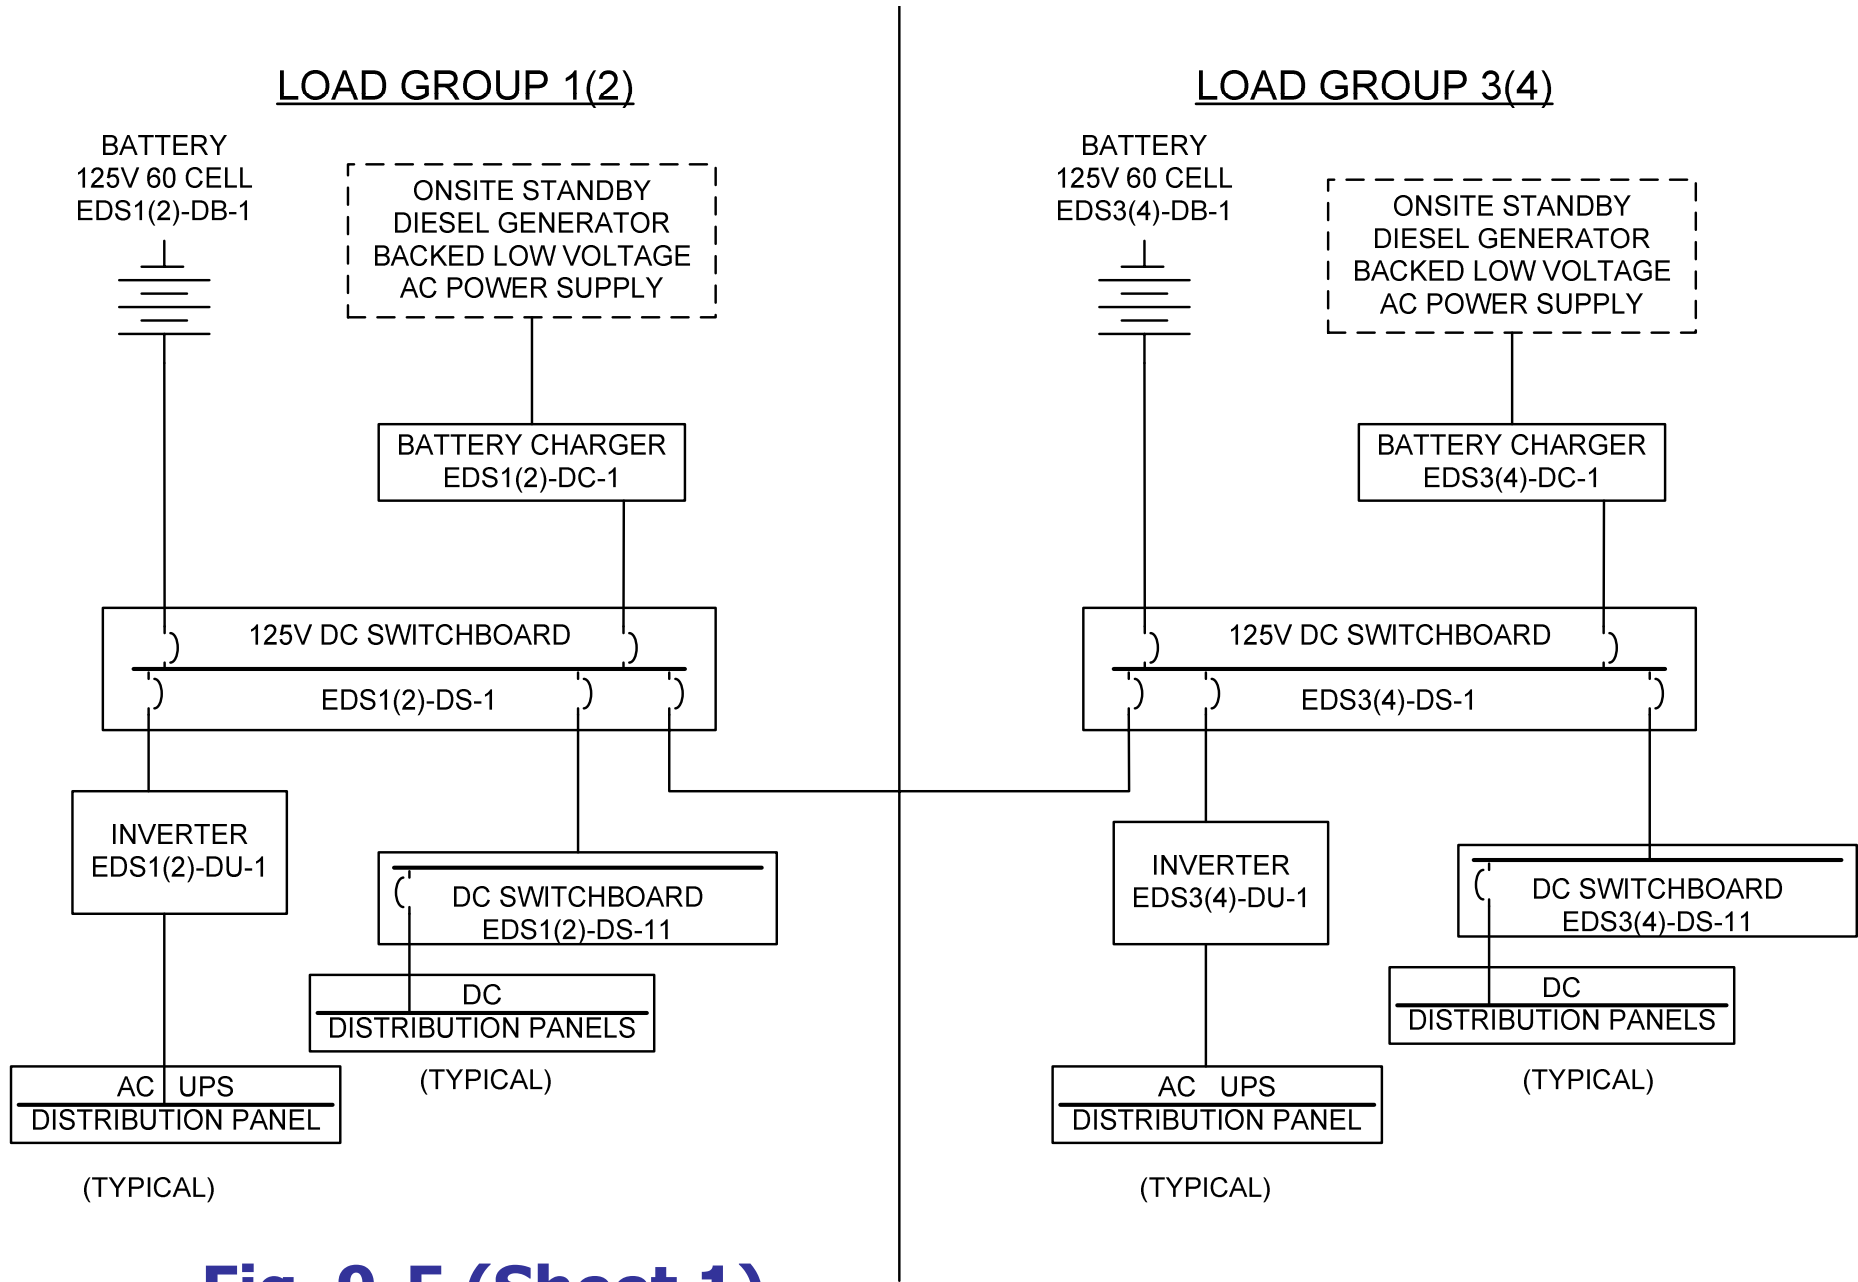 LOAD GROUP 1(2)
BATTERY
125V 60 CELL
EDS1(2)-DB-1
ONSITE STANDBY
DIESEL GENERATOR
BACKED LOW VOLTAGE
AC POWER SUPPLY
BATTERY CHARGER
EDS1(2)-DC-1
125V DC SWITCHBOARD
EDS1(2)-DS-1
INVERTER
EDS1(2)-DU-1
DC SWITCHBOARD
EDS1(2)-DS-11
DC
DISTRIBUTION PANELS
(TYPICAL)
AC UPS
DISTRIBUTION PANEL
(TYPICAL)
LOAD GROUP 3(4)
BATTERY
125V 60 CELL
EDS3(4)-DB-1
ONSITE STANDBY
DIESEL GENERATOR
BACKED LOW VOLTAGE
AC POWER SUPPLY
BATTERY CHARGER
EDS3(4)-DC-1
125V DC SWITCHBOARD
EDS3(4)-DS-1
INVERTER
EDS3(4)-DU-1
DC SWITCHBOARD
EDS3(4)-DS-11
DC
DISTRIBUTION PANELS
(TYPICAL)
AC UPS
DISTRIBUTION PANEL
(TYPICAL)
Fig. (Sheet 1)